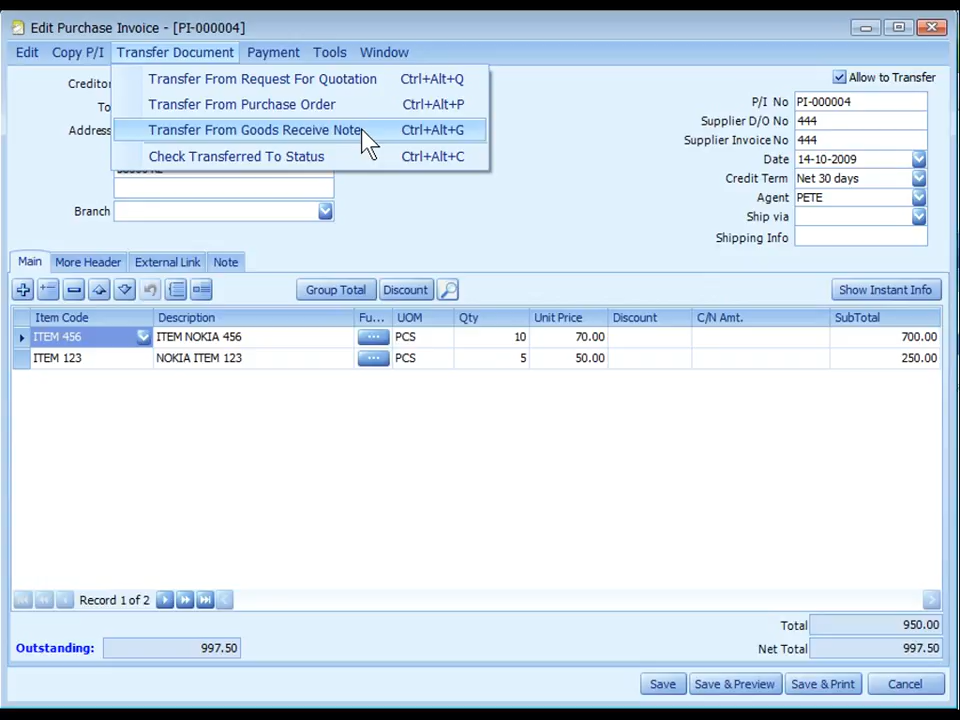 Edit Purchase Invoice - [PI-000004]
Edit Copy P/I Transfer Document Payment Tools Window
Transfer From Request For Quotation Ctrl+Alt+Q
Transfer From Purchase Order Ctrl+Alt+P
Transfer From Goods Receive Note Ctrl+Alt+G
Check Transferred To Status Ctrl+Alt+C
Creditor
To
Address
Branch
Allow to Transfer
P/I No PI-000004
Supplier D/O No 444
Supplier Invoice No 444
Date 14-10-2009
Credit Term Net 30 days
Agent PETE
Ship via
Shipping Info
Main More Header External Link Note
Group Total Discount Show Instant Info
Item Code Description Fu... UOM Qty Unit Price Discount C/N Amt. SubTotal
ITEM 456 ITEM NOKIA 456 ... PCS 10 70.00 700.00
ITEM 123 NOKIA ITEM 123 ... PCS 5 50.00 250.00
Record 1 of 2
Total 950.00
Outstanding: 997.50 Net Total 997.50
Save Save & Preview Save & Print Cancel